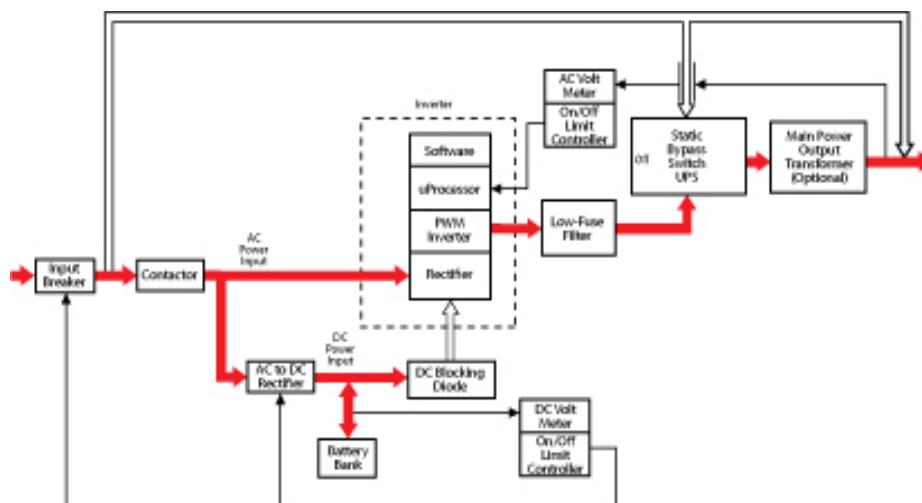 AC Volt
Meter
On/Off
Limit
Controller
Inverter
Software
uProcessor
PWM
Inverter
Rectifier
Off
Static
Bypass
Switch
UPS
Main Power
Output
Transformer
(Optional)
Low-Fuse
Filter
AC
Power
Input
Input
Breaker
Contactor
DC
Power
Input
AC to DC
Rectifier
DC Blocking
Diode
Battery
Bank
DC Volt
Meter
On/Off
Limit
Controller